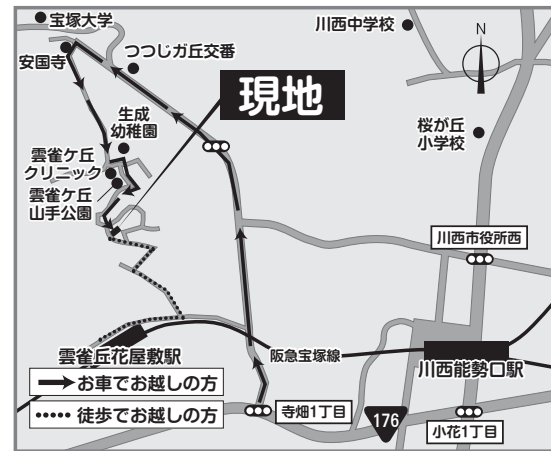 宝塚大学
川西中学校
N
安国寺
つつじガ丘交番
現地
生成
幼稚園
桜が丘
小学校
雲雀ケ丘
クリニック
雲雀ケ丘
山手公園
川西市役所西
雲雀丘花屋敷駅
阪急宝塚線
川西能勢口駅
お車でお越しの方
徒歩でお越しの方
寺畑1丁目
176
小花1丁目